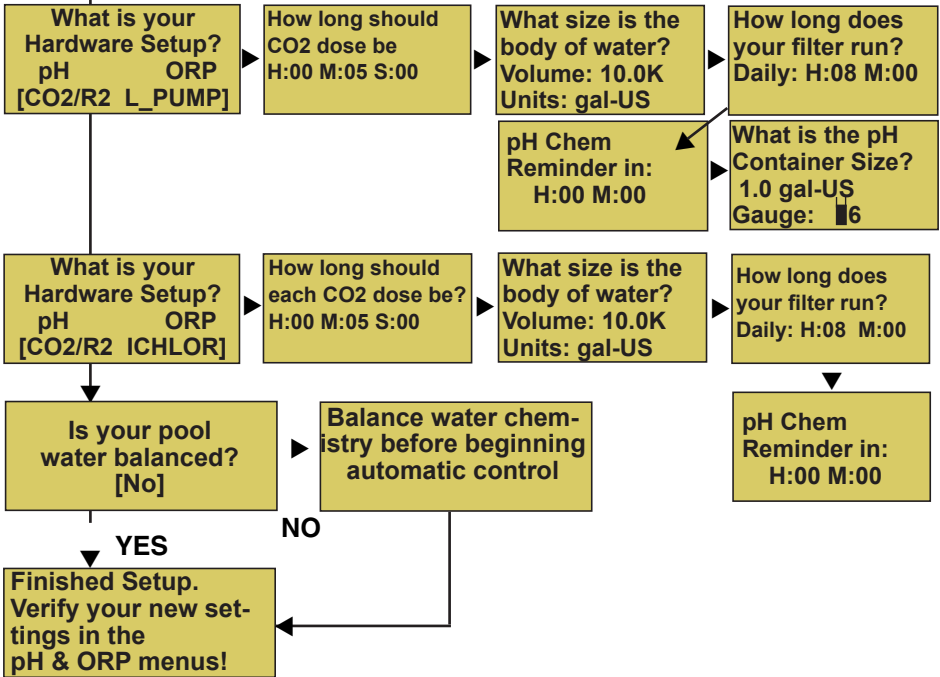 What is your
Hardware Setup?
pH ORP
[CO2/R2 L_PUMP]
How long should
CO2 dose be
H:00 M:05 S:00
What size is the
body of water?
Volume: 10.0K
Units: gal-US
How long does
your filter run?
Daily: H:08 M:00
pH Chem
Reminder in:
H:00 M:00
What is the pH
Container Size?
1.0 gal-US
Gauge: 6
What is your
Hardware Setup?
pH ORP
[CO2/R2 ICHLOR]
How long should
each CO2 dose be?
H:00 M:05 S:00
What size is the
body of water?
Volume: 10.0K
Units: gal-US
How long does
your filter run?
Daily: H:08 M:00
pH Chem
Reminder in:
H:00 M:00
Is your pool
water balanced?
[No]
Balance water chem-
istry before beginning
automatic control
NO
YES
Finished Setup.
Verify your new set-
tings in the
pH & ORP menus!